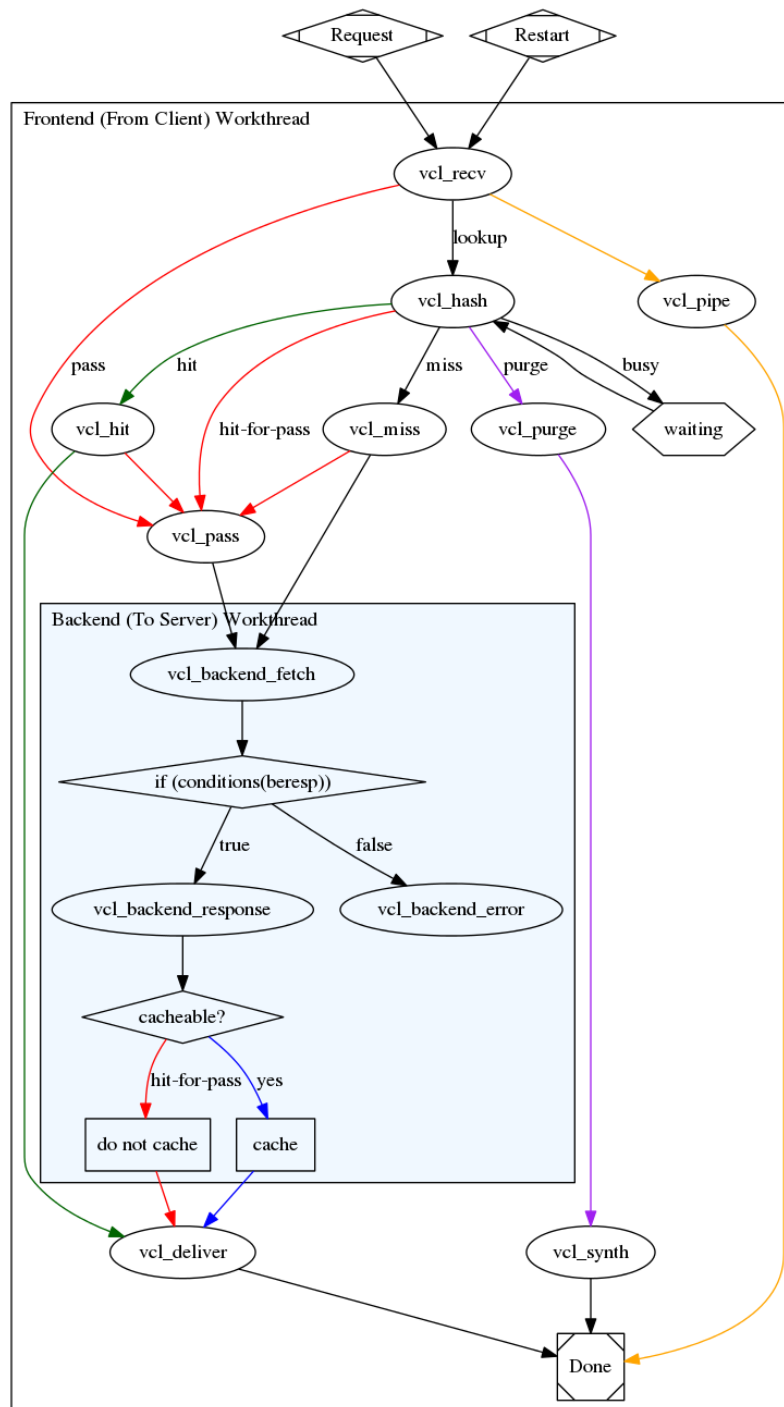 Request
Restart
Frontend (From Client) Workthread
vcl_recv
lookup
vcl_hash
vcl_pipe
pass
hit
miss
purge
busy
vcl_hit
hit-for-pass
vcl_miss
vcl_purge
waiting
vcl_pass
Backend (To Server) Workthread
vcl_backend_fetch
if (conditions(beresp))
true
false
vcl_backend_response
vcl_backend_error
cacheable?
hit-for-pass
yes
do not cache
cache
vcl_deliver
vcl_synth
Done